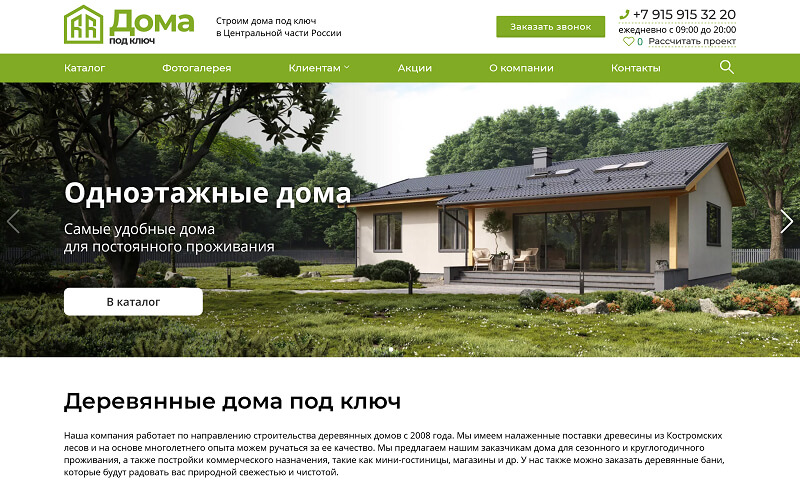 Дома
под ключ
Строим дома под ключ
в Центральной части России
Заказать звонок
+7 915 915 32 20
ежедневно с 09:00 до 20:00
0 Рассчитать проект
Каталог Фотогалерея Клиентам Акции О компании Контакты
Одноэтажные дома
Самые удобные дома
для постоянного проживания
В каталог
Деревянные дома под ключ
Наша компания работает по направлению строительства деревянных домов с 2008 года. Мы имеем налаженные поставки древесины из Костромских
лесов и на основе многолетнего опыта можем ручаться за ее качество. Мы предлагаем нашим заказчикам дома для сезонного и круглогодичного
проживания, а также постройки коммерческого назначения, такие как мини-гостиницы, магазины и др. У нас также можно заказать деревянные бани,
которые будут радовать вас природной свежестью и чистотой.